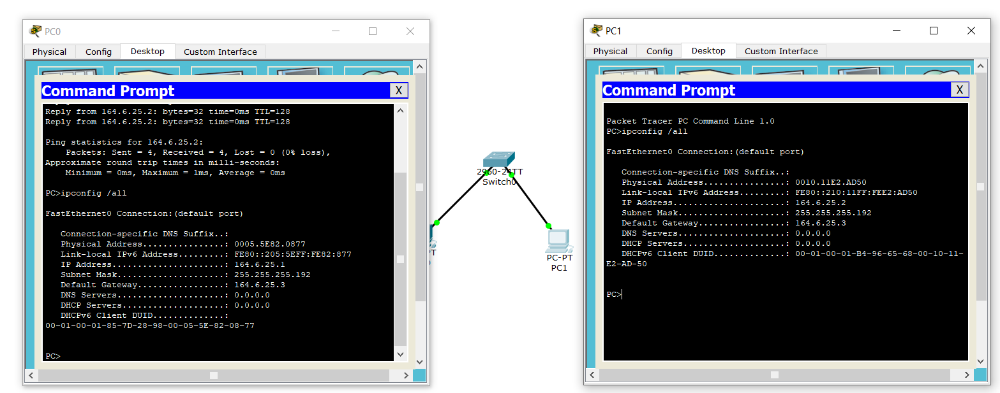 PC0
Physical Config Desktop Custom Interface
Command Prompt X
Reply from 164.6.25.2: bytes=32 time=0ms TTL=128
Reply from 164.6.25.2: bytes=32 time=0ms TTL=128
Ping statistics for 164.6.25.2:
Packets: Sent = 4, Received = 4, Lost = 0 (0% loss),
Approximate round trip times in milli-seconds:
Minimum = 0ms, Maximum = 1ms, Average = 0ms
PC>ipconfig /all
FastEthernet0 Connection:(default port)
Connection-specific DNS Suffix..:
Physical Address................: 0005.5E82.0877
Link-local IPv6 Address.........: FE80::205:5EFF:FE82:877
IP Address......................: 164.6.25.1
Subnet Mask.....................: 255.255.255.192
Default Gateway.................: 164.6.25.3
DNS Servers.....................: 0.0.0.0
DHCP Servers....................: 0.0.0.0
DHCPv6 Client DUID..............:
00-01-00-01-85-7D-28-98-00-05-5E-82-08-77
PC>
2960-24TT
Switch0
PC-PT
PC1
PC1
Physical Config Desktop Custom Interface
Command Prompt X
Packet Tracer PC Command Line 1.0
PC>ipconfig /all
FastEthernet0 Connection:(default port)
Connection-specific DNS Suffix..:
Physical Address................: 0010.11E2.AD50
Link-local IPv6 Address.........: FE80::210:11FF:FEE2:AD50
IP Address......................: 164.6.25.2
Subnet Mask.....................: 255.255.255.192
Default Gateway.................: 164.6.25.3
DNS Servers.....................: 0.0.0.0
DHCP Servers....................: 0.0.0.0
DHCPv6 Client DUID..............: 00-01-00-01-B4-96-65-68-00-10-11-
E2-AD-50
PC>